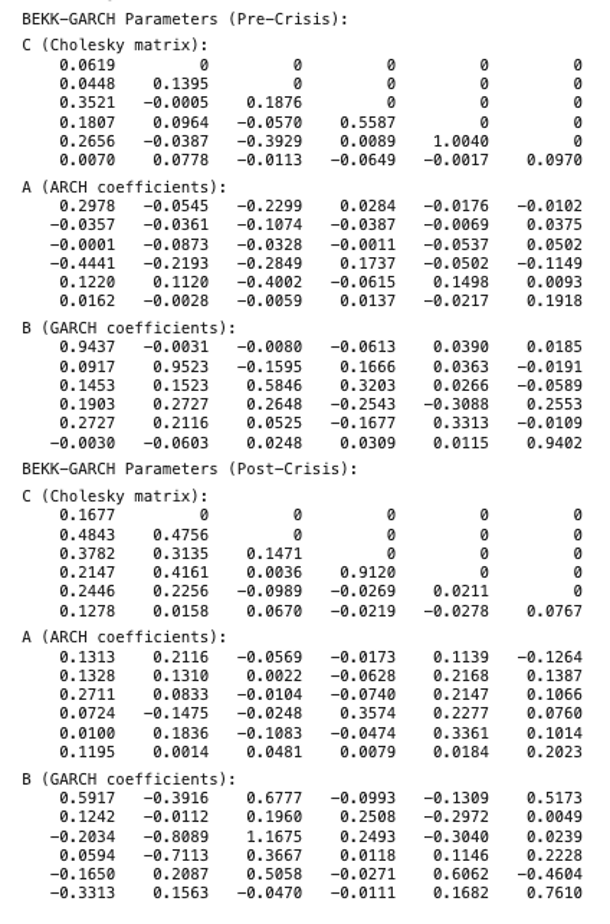 BEKK-GARCH Parameters (Pre-Crisis):
C (Cholesky matrix):
0.0619 0 0 0 0 0
0.0448 0.1395 0 0 0 0
0.3521 -0.0005 0.1876 0 0 0
0.1807 0.0964 -0.0570 0.5587 0 0
0.2656 -0.0387 -0.3929 0.0089 1.0040 0
0.0070 0.0778 -0.0113 -0.0649 -0.0017 0.0970
A (ARCH coefficients):
0.2978 -0.0545 -0.2299 0.0284 -0.0176 -0.0102
-0.0357 -0.0361 -0.1074 -0.0387 -0.0069 0.0375
-0.0001 -0.0873 -0.0328 -0.0011 -0.0537 0.0502
-0.4441 -0.2193 -0.2849 0.1737 -0.0502 -0.1149
0.1220 0.1120 -0.4002 -0.0615 0.1498 0.0093
0.0162 -0.0028 -0.0059 0.0137 -0.0217 0.1918
B (GARCH coefficients):
0.9437 -0.0031 -0.0080 -0.0613 0.0390 0.0185
0.0917 0.9523 -0.1595 0.1666 0.0363 -0.0191
0.1453 0.1523 0.5846 0.3203 0.0266 -0.0589
0.1903 0.2727 0.2648 -0.2543 -0.3088 0.2553
0.2727 0.2116 0.0525 -0.1677 0.3313 -0.0109
-0.0030 -0.0603 0.0248 0.0309 0.0115 0.9402
BEKK-GARCH Parameters (Post-Crisis):
C (Cholesky matrix):
0.1677 0 0 0 0 0
0.4843 0.4756 0 0 0 0
0.3782 0.3135 0.1471 0 0 0
0.2147 0.4161 0.0036 0.9120 0 0
0.2446 0.2256 -0.0989 -0.0269 0.0211 0
0.1278 0.0158 0.0670 -0.0219 -0.0278 0.0767
A (ARCH coefficients):
0.1313 0.2116 -0.0569 -0.0173 0.1139 -0.1264
0.1328 0.1310 0.0022 -0.0628 0.2168 0.1387
0.2711 0.0833 -0.0104 -0.0740 0.2147 0.1066
0.0724 -0.1475 -0.0248 0.3574 0.2277 0.0760
0.0100 0.1836 -0.1083 -0.0474 0.3361 0.1014
0.1195 0.0014 0.0481 0.0079 0.0184 0.2023
B (GARCH coefficients):
0.5917 -0.3916 0.6777 -0.0993 -0.1309 0.5173
0.1242 -0.0112 0.1960 0.2508 -0.2972 0.0049
-0.2034 -0.8089 1.1675 0.2493 -0.3040 0.0239
0.0594 -0.7113 0.3667 0.0118 0.1146 0.2228
-0.1650 0.2087 0.5058 -0.0271 0.6062 -0.4604
-0.3313 0.1563 -0.0470 -0.0111 0.1682 0.7610